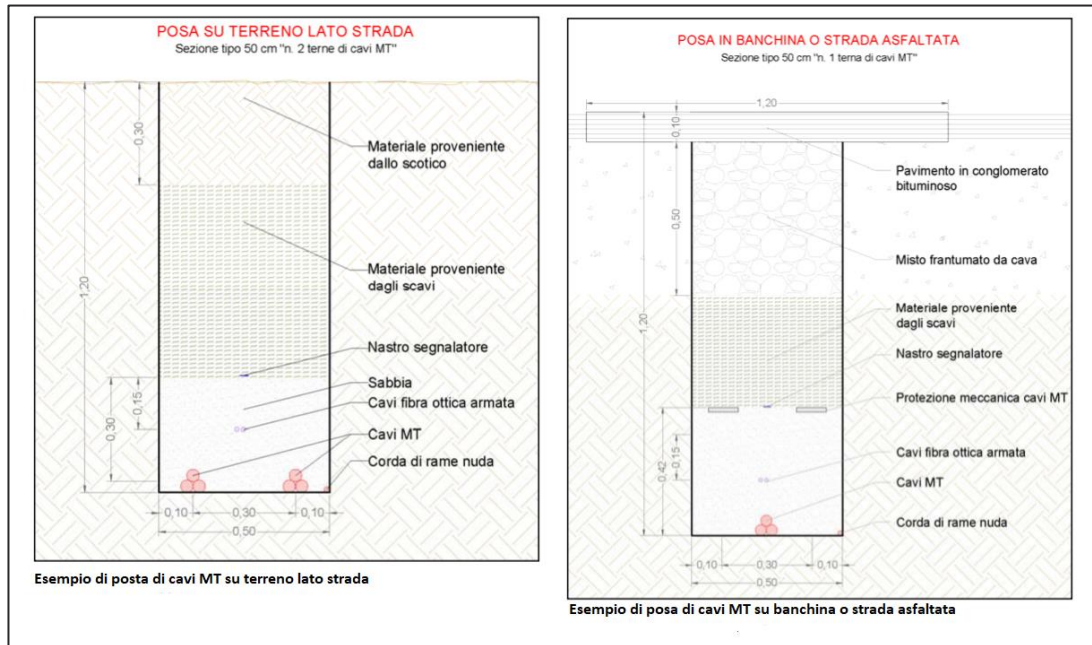 POSA SU TERRENO LATO STRADA
Sezione tipo 50 cm "n. 2 terne di cavi MT"
0,30
1,20
Materiale proveniente
dallo scotico
Materiale proveniente
dagli scavi
Nastro segnalatore
Sabbia
0,15
0,30
Cavi fibra ottica armata
Cavi MT
Corda di rame nuda
0,10
0,30
0,10
0,50
Esempio di posta di cavi MT su terreno lato strada
POSA IN BANCHINA O STRADA ASFALTATA
Sezione tipo 50 cm "n. 1 terna di cavi MT"
1,20
0,10
Pavimento in conglomerato
bituminoso
0,50
Misto frantumato da cava
1,20
Materiale proveniente
dagli scavi
Nastro segnalatore
Protezione meccanica cavi MT
0,42
0,15
Cavi fibra ottica armata
Cavi MT
Corda di rame nuda
0,10
0,30
0,10
0,50
Esempio di posa di cavi MT su banchina o strada asfaltata